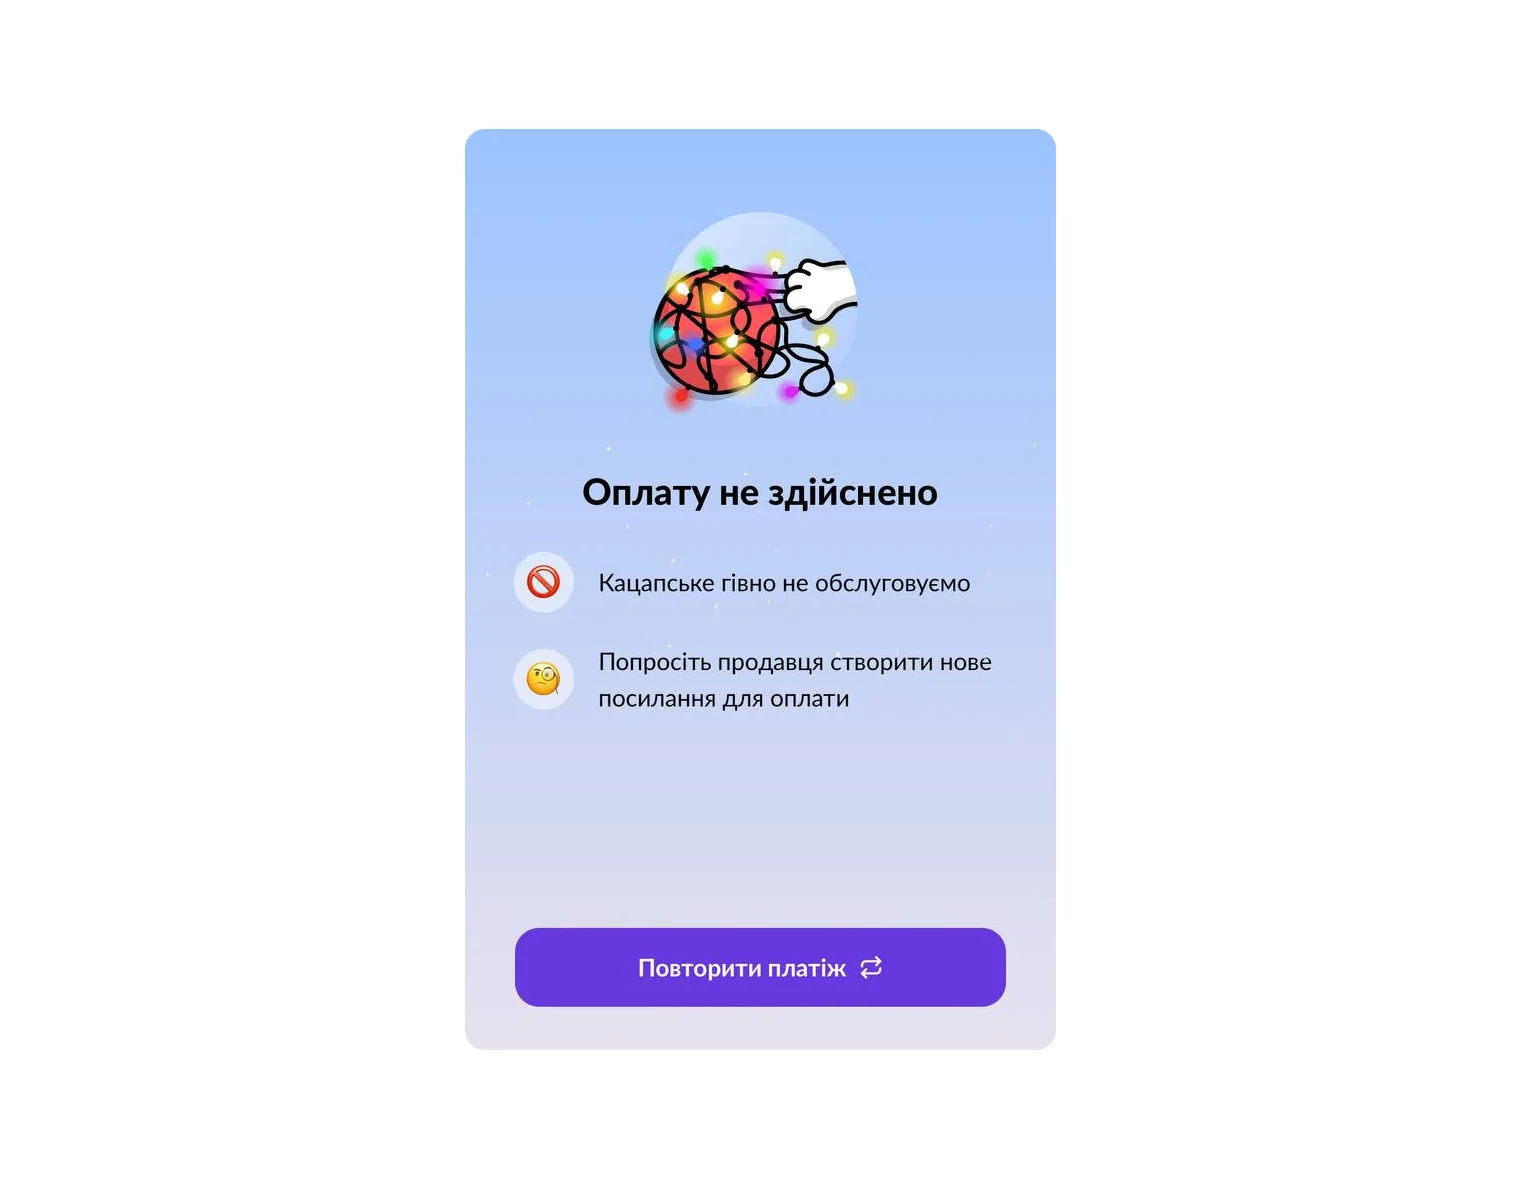 Оплату не здійснено
Кацапське гівно не обслуговуємо
Попросіть продавця створити нове
посилання для оплати
Повторити платіж